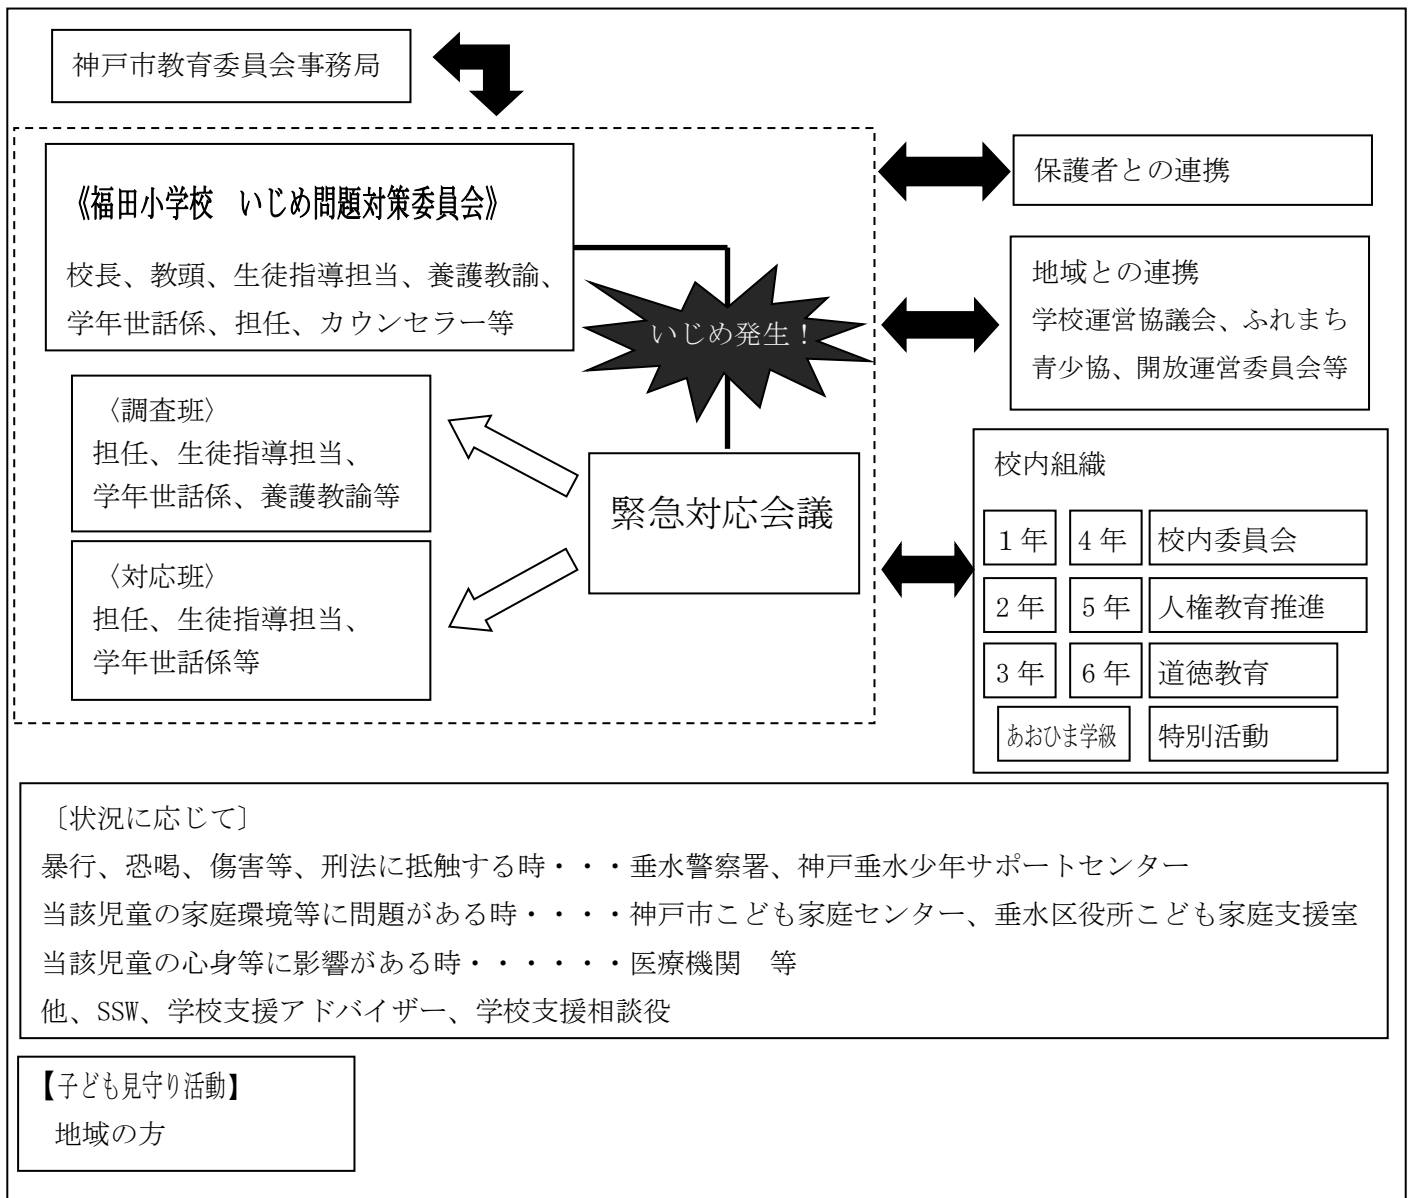 神戸市教育委員会事務局
《福田小学校　いじめ問題対策委員会》
校長、教頭、生徒指導担当、養護教諭、
学年世話係、担任、カウンセラー等
いじめ発生！
〈調査班〉
担任、生徒指導担当、
学年世話係、養護教諭等
緊急対応会議
〈対応班〉
担任、生徒指導担当、
学年世話係等
保護者との連携
地域との連携
学校運営協議会、ふれまち
青少協、開放運営委員会等
校内組織
１年
４年
校内委員会
２年
５年
人権教育推進
３年
６年
道徳教育
あおひま学級
特別活動
〔状況に応じて〕
暴行、恐喝、傷害等、刑法に抵触する時・・・垂水警察署、神戸垂水少年サポートセンター
当該児童の家庭環境等に問題がある時・・・・神戸市こども家庭センター、垂水区役所こども家庭支援室
当該児童の心身等に影響がある時・・・・・・医療機関　等
他、SSW、学校支援アドバイザー、学校支援相談役
【子ども見守り活動】
地域の方